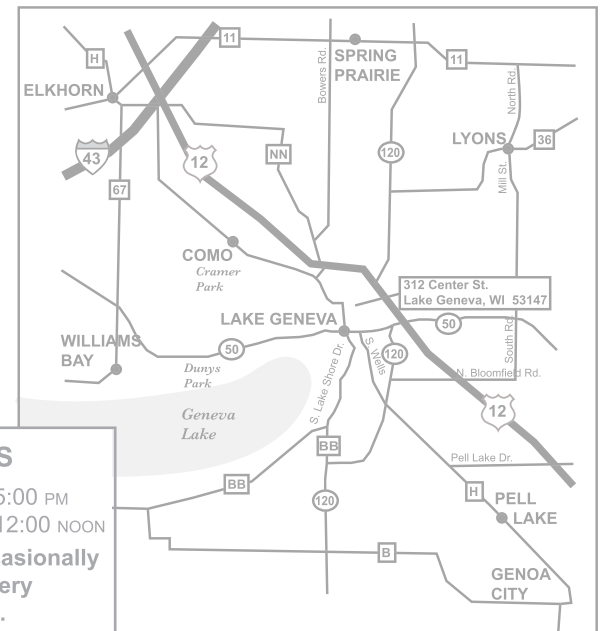 11
H
SPRING
PRAIRIE
11
Bowers Rd.
ELKHORN
North Rd.
LYONS
36
43
12
NN
120
67
Mill St.
COMO
Cramer
Park
312 Center St.
Lake Geneva, WI 53147
LAKE GENEVA
50
South Rd.
WILLIAMS
BAY
50
S. Lake Shore Dr.
S. Wells
120
Dunys
Park
N. Bloomfield Rd.
Geneva
Lake
12
BB
Pell Lake Dr.
S
5:00 PM
12:00 NOON
asionally
ery
.
BB
120
H
PELL
LAKE
B
GENOA
CITY